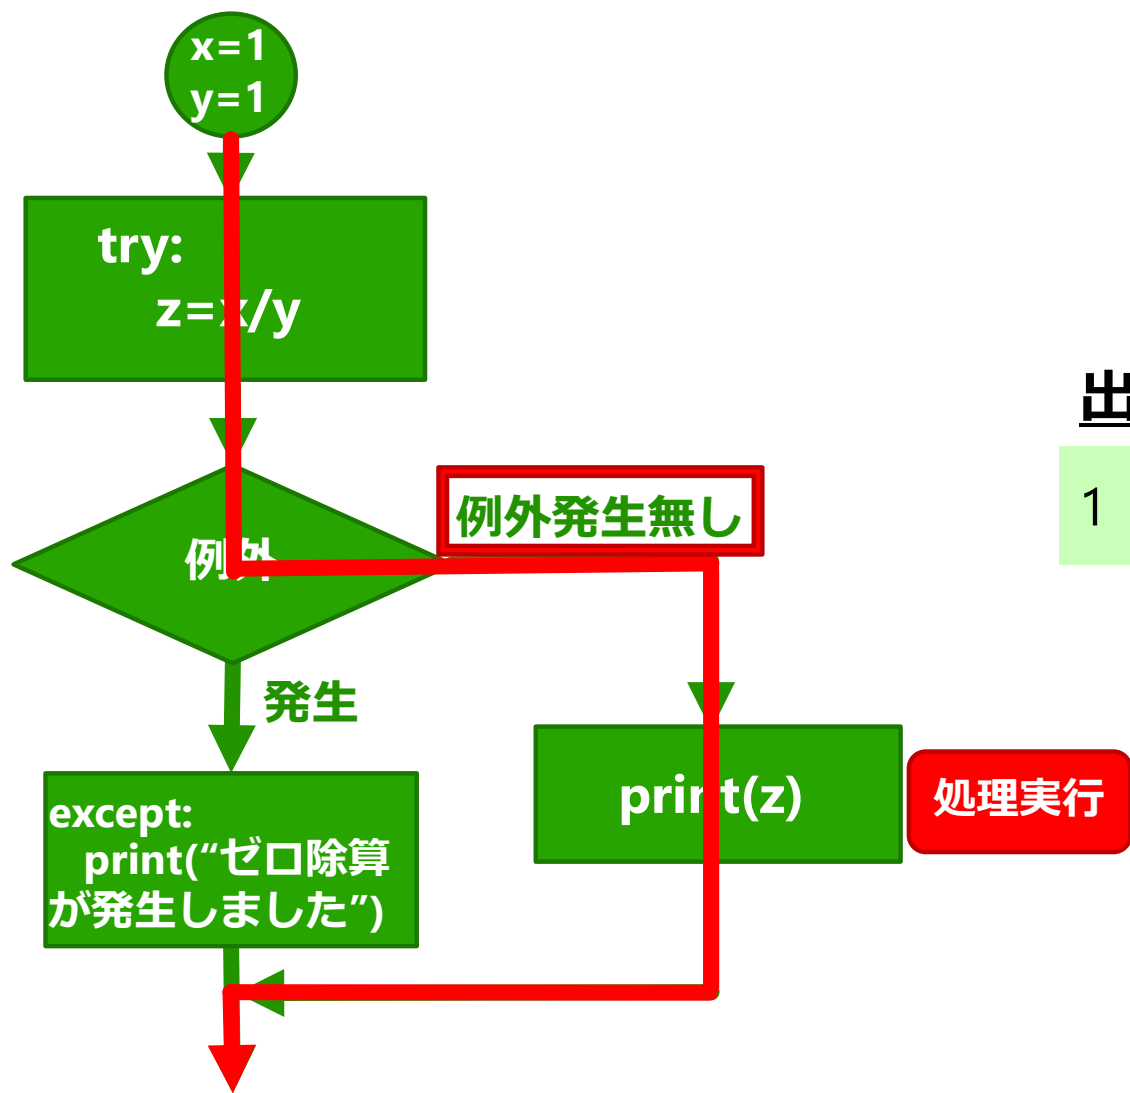 x=1
y=1
try:
z=x/y
出
例外発生無し
1
例外
発生
print(z)
処理実行
except:
print(“ゼロ除算
が発生しました”)